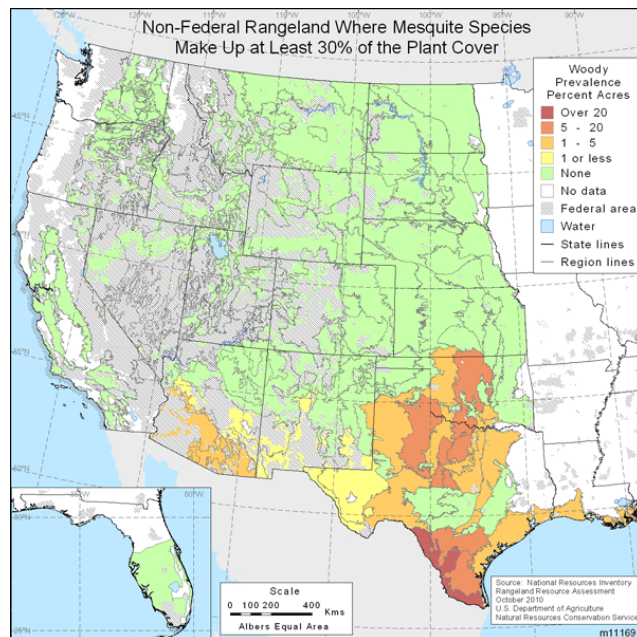 Non-Federal Rangeland Where Mesquite Species
Make Up at Least 30% of the Plant Cover
Woody
Prevalence
Percent Acres
Over 20
5 - 20
1 - 5
1 or less
None
No data
Federal area
Water
State lines
Region lines
Scale
0 100 200 400
Kms
Albers Equal Area
Source: National Resources Inventory
Rangeland Resource Assessment
October 2010
U.S. Department of Agriculture
Natural Resources Conservation Service
m11169